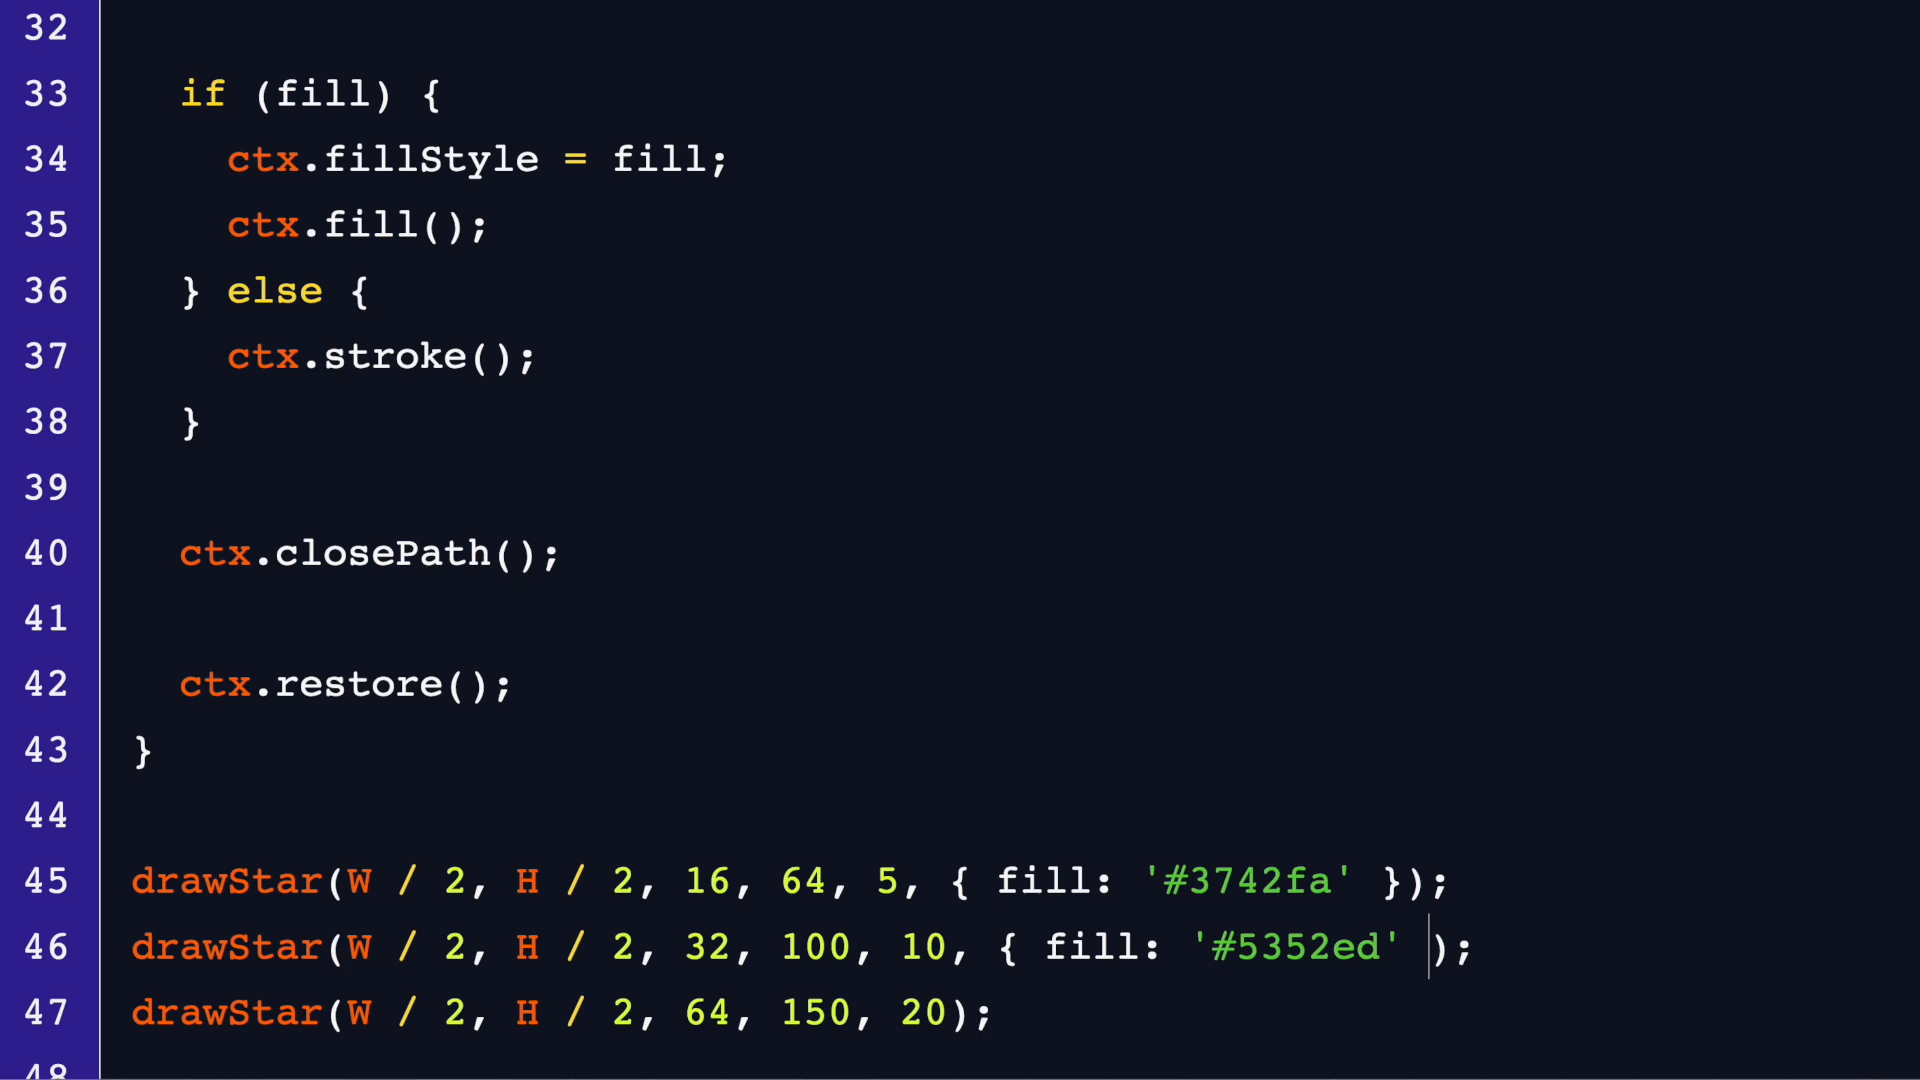 32
33 if (fill) {
34 ctx.fillStyle = fill;
35 ctx.fill();
36 } else {
37 ctx.stroke();
38 }
39
40 ctx.closePath();
41
42 ctx.restore();
43 }
44
45 drawStar(W / 2, H / 2, 16, 64, 5, { fill: '#3742fa' });
46 drawStar(W / 2, H / 2, 32, 100, 10, { fill: '#5352ed' );
47 drawStar(W / 2, H / 2, 64, 150, 20);
48